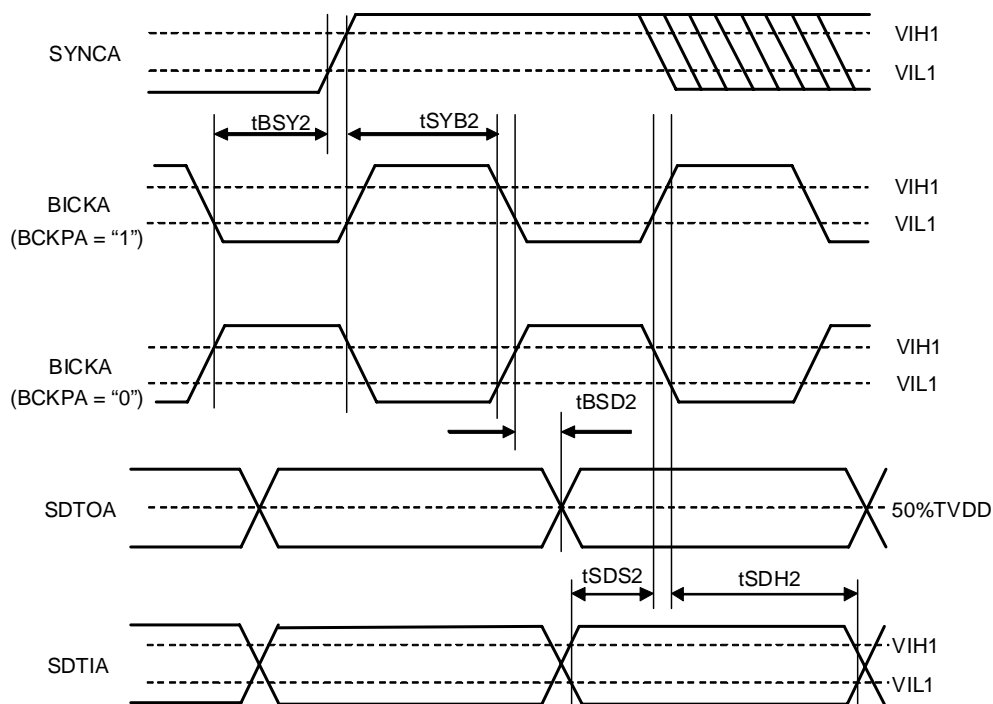 SYNCA
VIH1
VIL1
tBSY2
tSYB2
BICKA
(BCKPA = “1”)
VIH1
VIL1
BICKA
(BCKPA = “0”)
VIH1
VIL1
tBSD2
SDTOA
50%TVDD
tSDS2
tSDH2
SDTIA
VIH1
VIL1